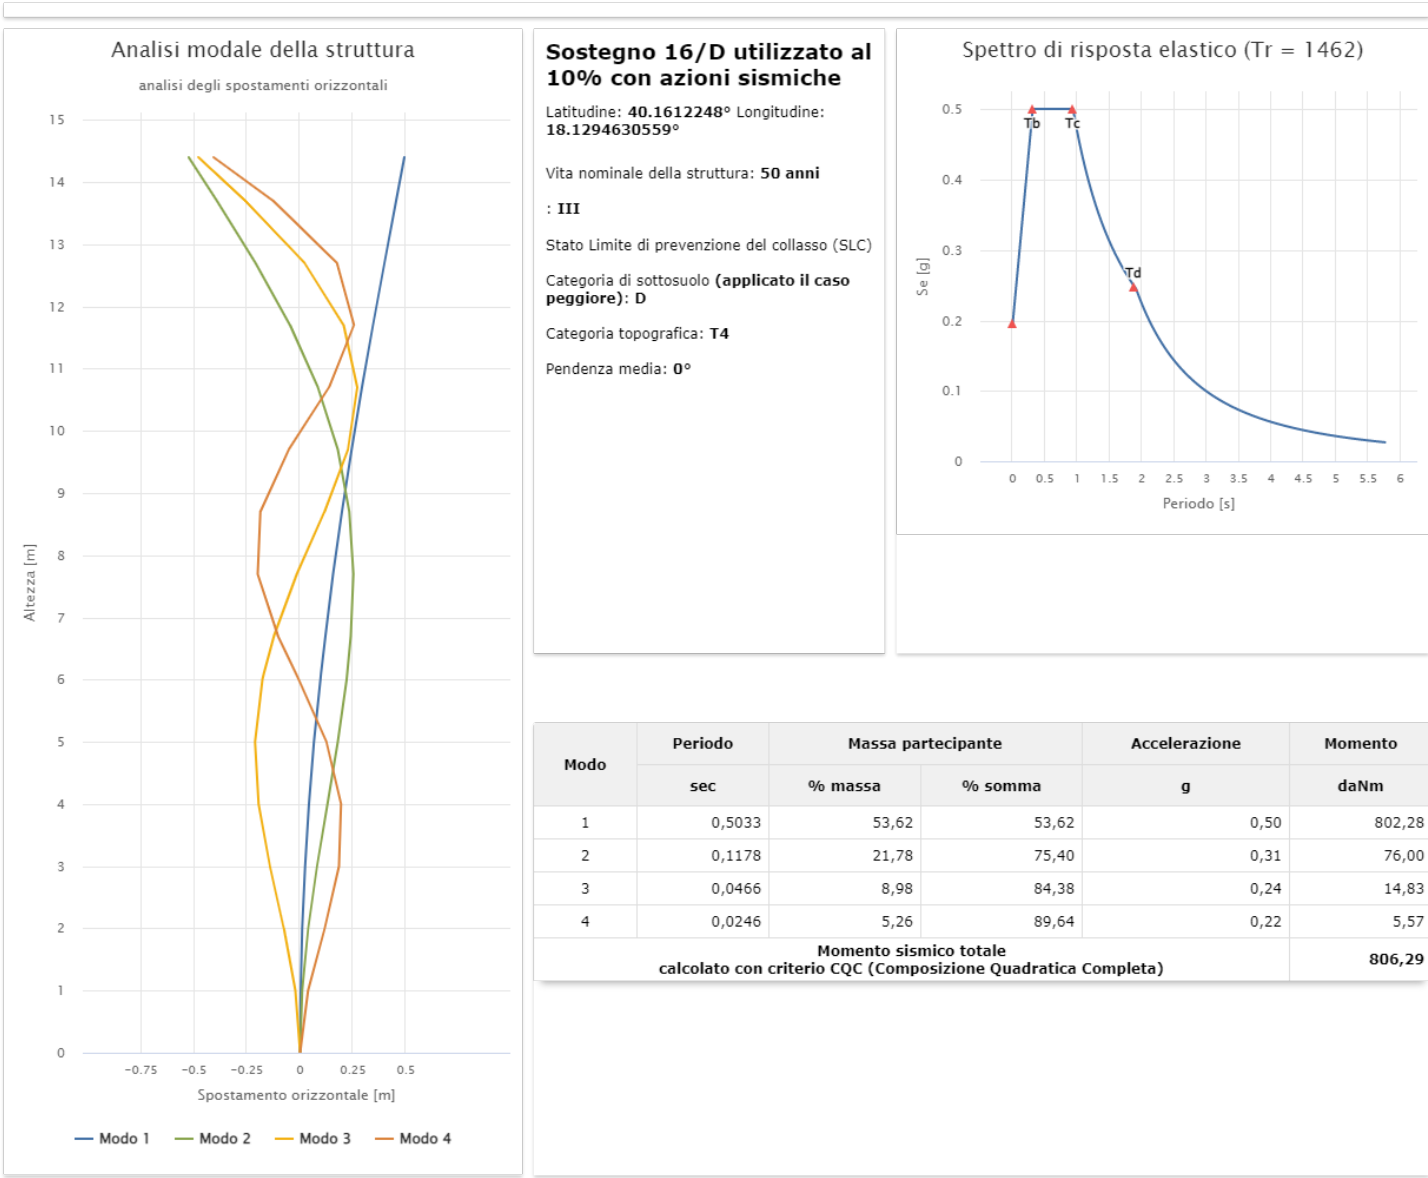 Analisi modale della struttura
analisi degli spostamenti orizzontali
15
14
13
12
11
10
9
8
7
6
5
4
3
2
1
0
Altezza [m]
−0.75 −0.5 −0.25 0 0.25 0.5
Spostamento orizzontale [m]
Modo 1 Modo 2 Modo 3 Modo 4
Sostegno 16/D utilizzato al
10% con azioni sismiche
Latitudine: 40.1612248° Longitudine:
18.1294630559°
Vita nominale della struttura: 50 anni
: III
Stato Limite di prevenzione del collasso (SLC)
Categoria di sottosuolo (applicato il caso
peggiore): D
Categoria topografica: T4
Pendenza media: 0°
Spettro di risposta elastico (Tr = 1462)
0.5
0.4
0.3
0.2
0.1
0
Se [g]
Tb Tc
Td
0 0.5 1 1.5 2 2.5 3 3.5 4 4.5 5 5.5 6
Periodo [s]
Modo Periodo Massa partecipante Accelerazione Momento
sec % massa % somma g daNm
1 0,5033 53,62 53,62 0,50 802,28
2 0,1178 21,78 75,40 0,31 76,00
3 0,0466 8,98 84,38 0,24 14,83
4 0,0246 5,26 89,64 0,22 5,57
Momento sismico totale
calcolato con criterio CQC (Composizione Quadratica Completa) 806,29